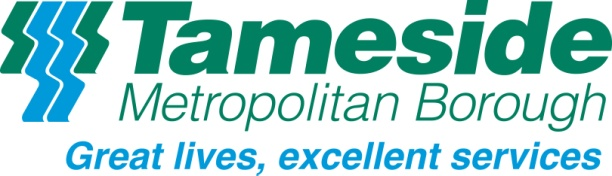 Tameside
Metropolitan Borough
Great lives, excellent services